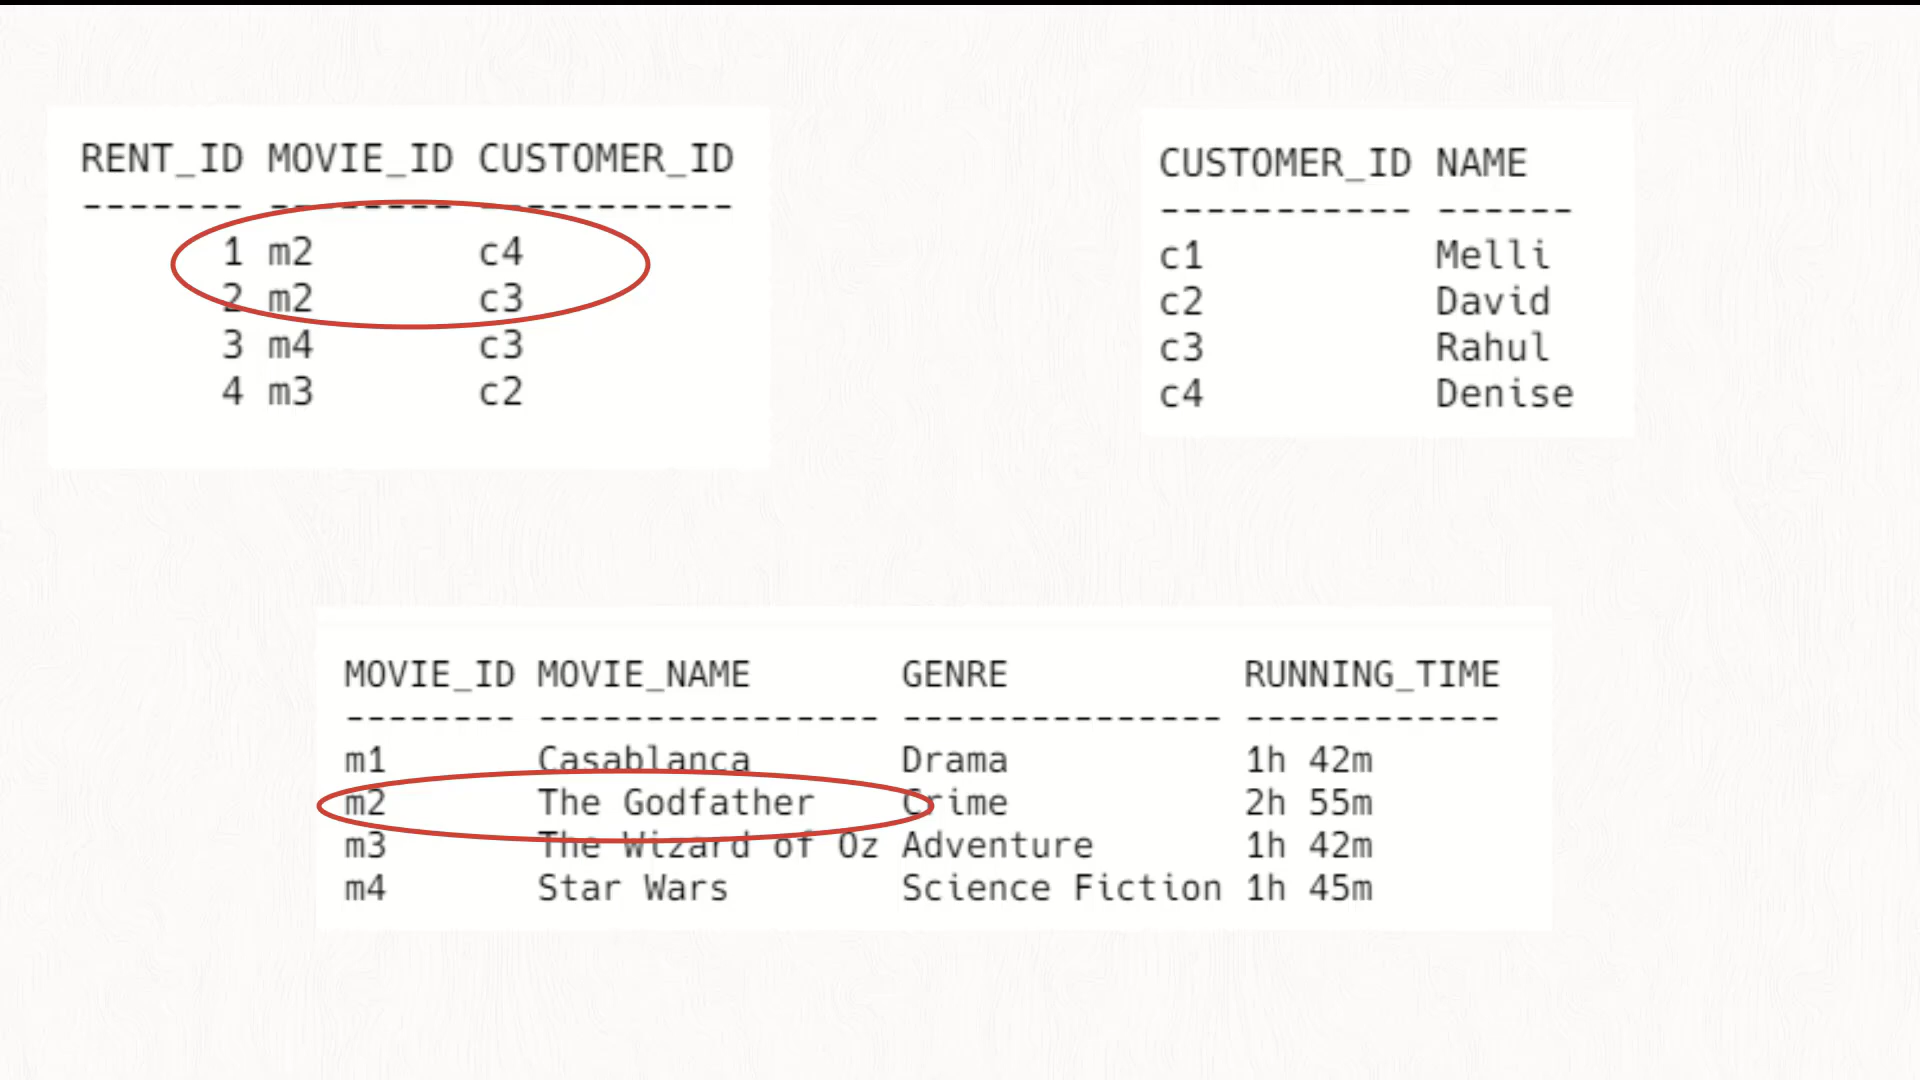 RENT_ID MOVIE_ID CUSTOMER_ID
------- -------- -----------
1 m2 c4
2 m2 c3
3 m4 c3
4 m3 c2
CUSTOMER_ID NAME
----------- ------
c1 Melli
c2 David
c3 Rahul
c4 Denise
MOVIE_ID MOVIE_NAME GENRE RUNNING_TIME
-------- ---------------- --------------- ------------
m1 Casablanca Drama 1h 42m
m2 The Godfather Crime 2h 55m
m3 The Wizard of Oz Adventure 1h 42m
m4 Star Wars Science Fiction 1h 45m